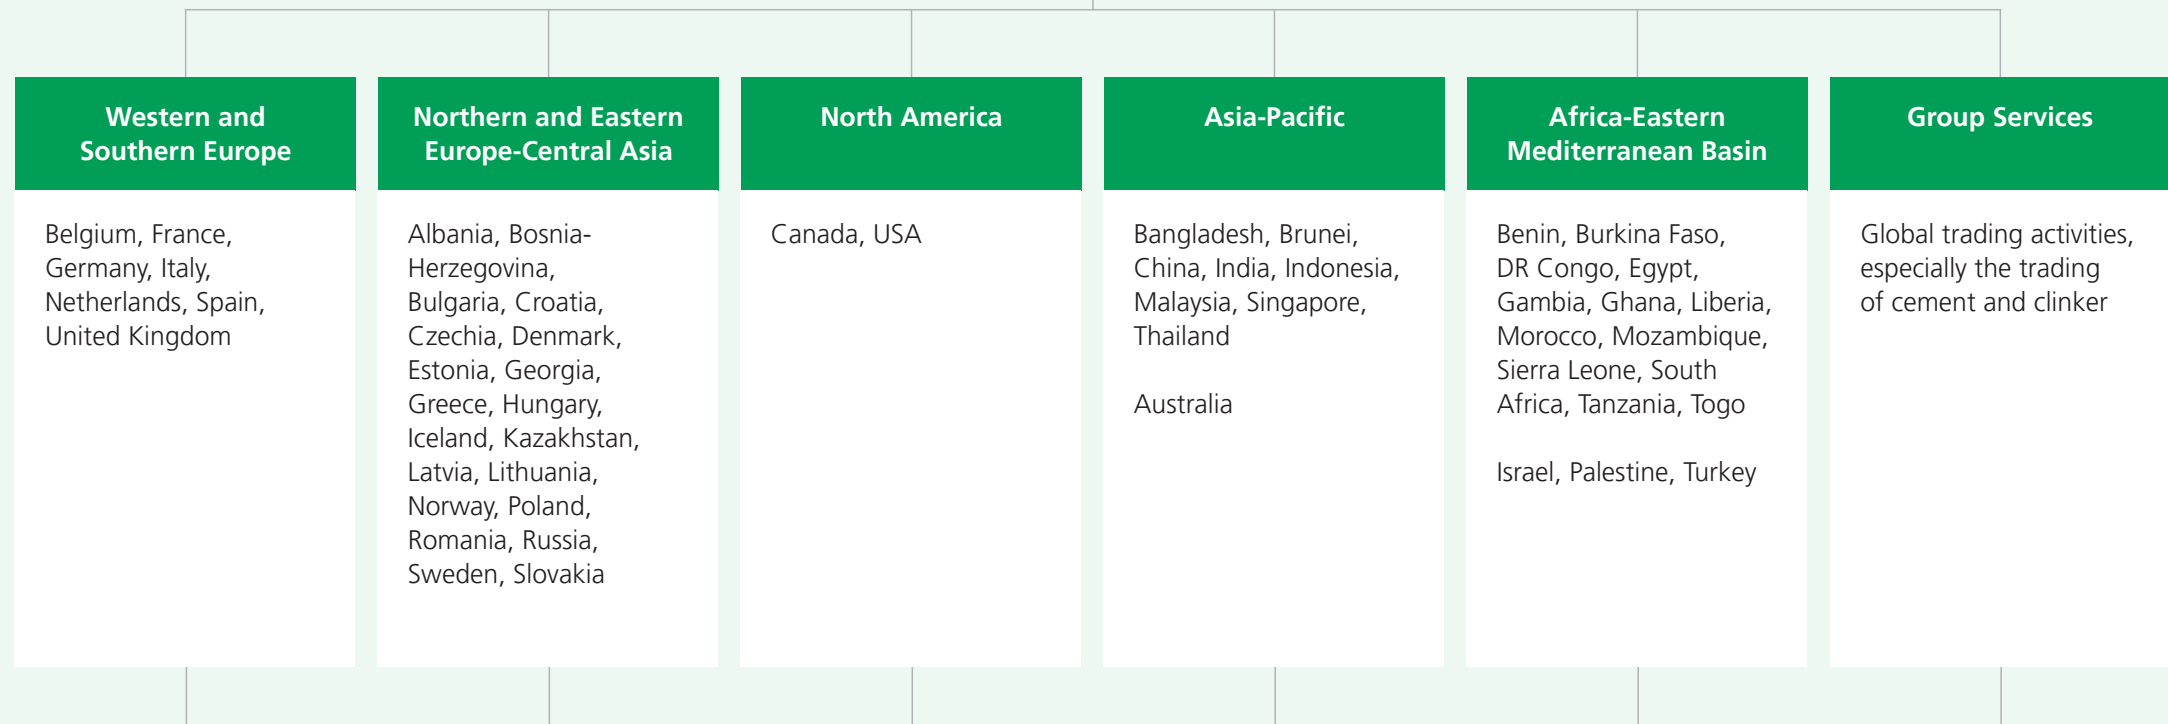 Western and
Southern Europe
Belgium, France,
Germany, Italy,
Netherlands, Spain,
United Kingdom
Northern and Eastern
Europe-Central Asia
Albania, Bosnia-
Herzegovina,
Bulgaria, Croatia,
Czechia, Denmark,
Estonia, Georgia,
Greece, Hungary,
Iceland, Kazakhstan,
Latvia, Lithuania,
Norway, Poland,
Romania, Russia,
Sweden, Slovakia
North America
Canada, USA
Asia-Pacific
Bangladesh, Brunei,
China, India, Indonesia,
Malaysia, Singapore,
Thailand
Australia
Africa-Eastern
Mediterranean Basin
Benin, Burkina Faso,
DR Congo, Egypt,
Gambia, Ghana, Liberia,
Morocco, Mozambique,
Sierra Leone, South
Africa, Tanzania, Togo
Israel, Palestine, Turkey
Group Services
Global trading activities,
especially the trading
of cement and clinker